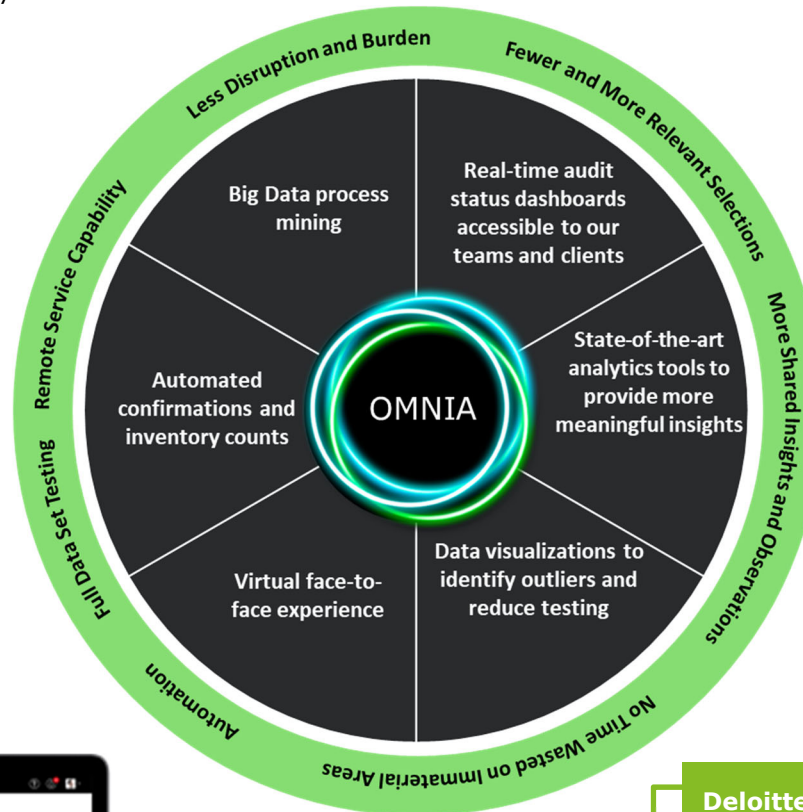 Less Disruption and Burden
Fewer and More Relevant Selections
More Shared Insights and Observations
No Time Wasted on Immaterial Areas
Automation
Full Data Set Testing
Remote Service Capability
Big Data process
mining
Real-time audit
status dashboards
accessible to our
teams and clients
State-of-the-art
analytics tools to
provide more
meaningful insights
Data visualizations to
identify outliers and
reduce testing
Virtual face-to-
face experience
Automated
confirmations and
inventory counts
OMNIA
Deloitte